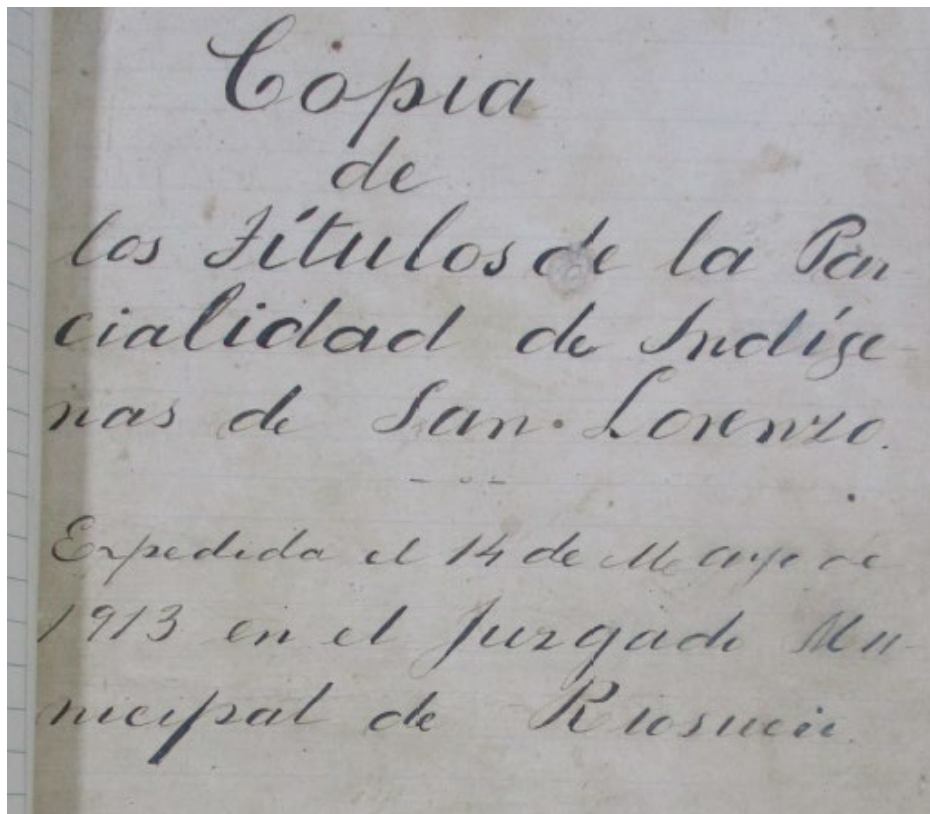 Copia
de
los Títulos de la Par
cialidad de Indíge-
nas de San Lorenzo.
Expedida el 14 de Mayo de
1913 en el Juzgado Mu-
nicipal de Riosucio.